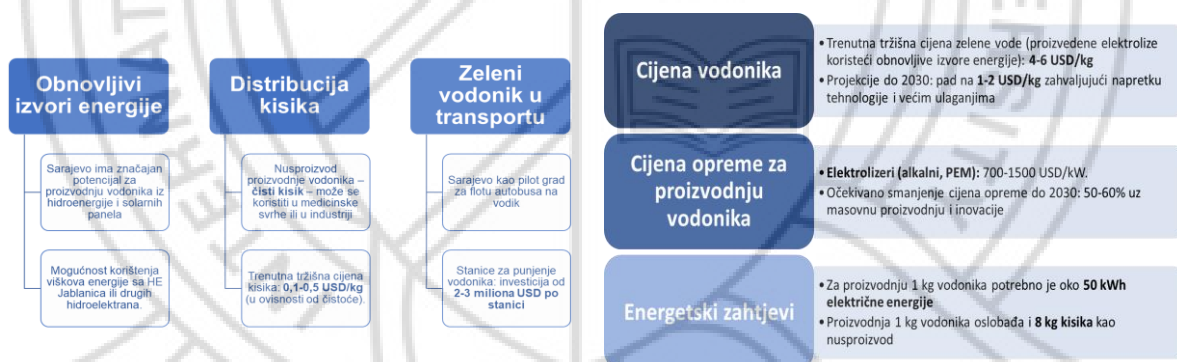 Obnovljivi
izvori energije
Sarajevo ima značajan
potencijal za
proizvodnju vodonika iz
hidroenergije i solarnih
panela
Mogućnost korištenja
viškova energije sa HE
Jablanica ili drugih
hidroelektrana.
Distribucija
kisika
Nusproizvod
proizvodnje vodonika –
čisti kisik – može se
koristiti u medicinske
svrhe ili u industriji
Trenutna tržišna cijena
kisika: 0,1-0,5 USD/kg
(u ovisnosti od čistoće).
Zeleni
vodonik u
transportu
Sarajevo kao pilot grad
za flotu autobusa na
vodik
Stanice za punjenje
vodonika: investicija od
2-3 miliona USD po
stanici
Cijena vodonika
• Trenutna tržišna cijena zelene vode (proizvedene elektrolize
koristeći obnovljive izvore energije): 4-6 USD/kg
• Projekcije do 2030: pad na 1-2 USD/kg zahvaljujući napretku
tehnologije i većim ulaganjima
Cijena opreme za
proizvodnju
vodonika
• Elektrolizeri (alkalni, PEM): 700-1500 USD/kW.
• Očekivano smanjenje cijena opreme do 2030: 50-60% uz
masovnu proizvodnju i inovacije
Energetski zahtjevi
• Za proizvodnju 1 kg vodonika potrebno je oko 50 kWh
električne energije
• Proizvodnja 1 kg vodonika oslobađa i 8 kg kisika kao
nusproizvod